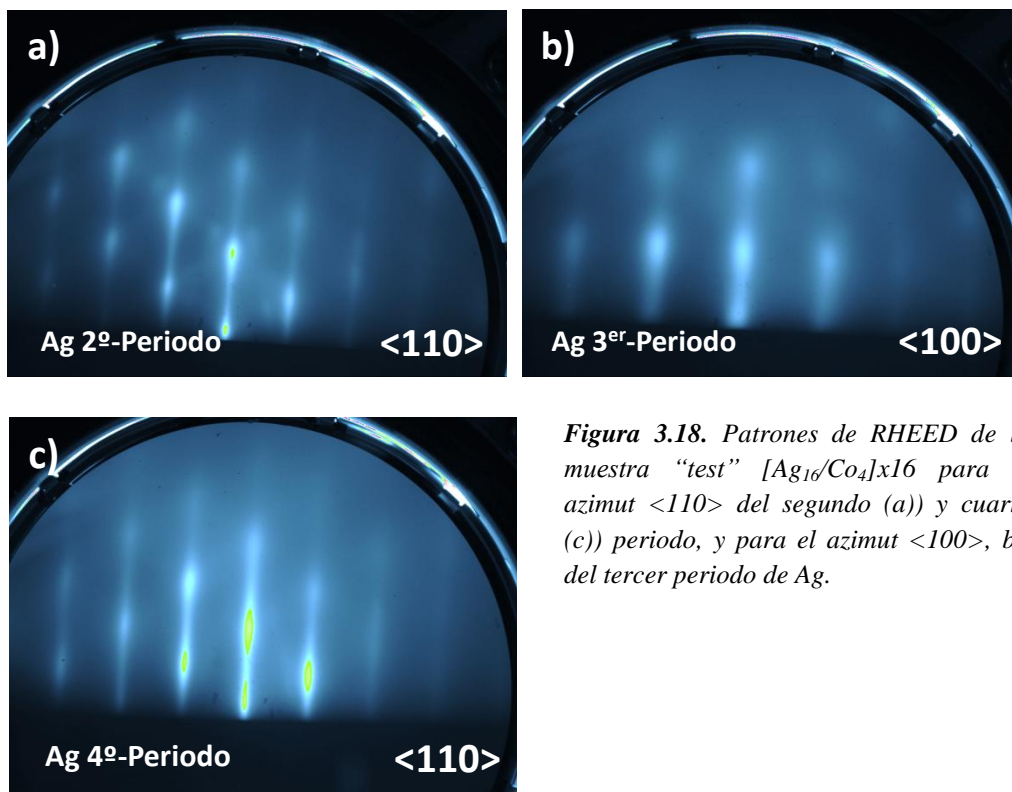 a)
Ag 2º-Periodo <110>
b)
Ag 3er-Periodo <100>
c)
Ag 4º-Periodo <110>
Figura 3.18. Patrones de RHEED de
muestra “test” [Ag16/Co4]x16 para
azimut <110> del segundo (a)) y
(c)) periodo, y para el azimut <100>,
del tercer periodo de Ag.